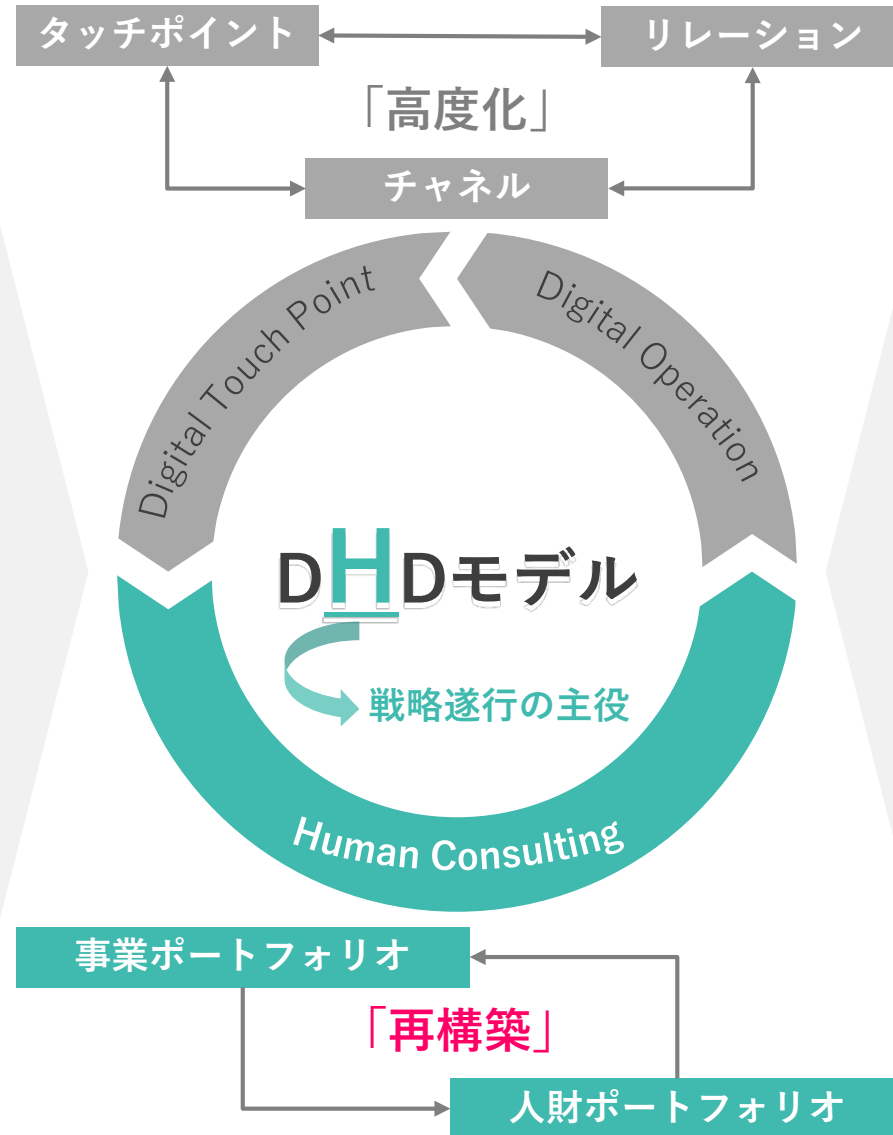 タッチポイント
リレーション
「高度化」
チャネル
Digital Touch Point
Digital Operation
DHDモデル
戦略遂行の主役
Human Consulting
事業ポートフォリオ
「再構築」
人財ポートフォリオ